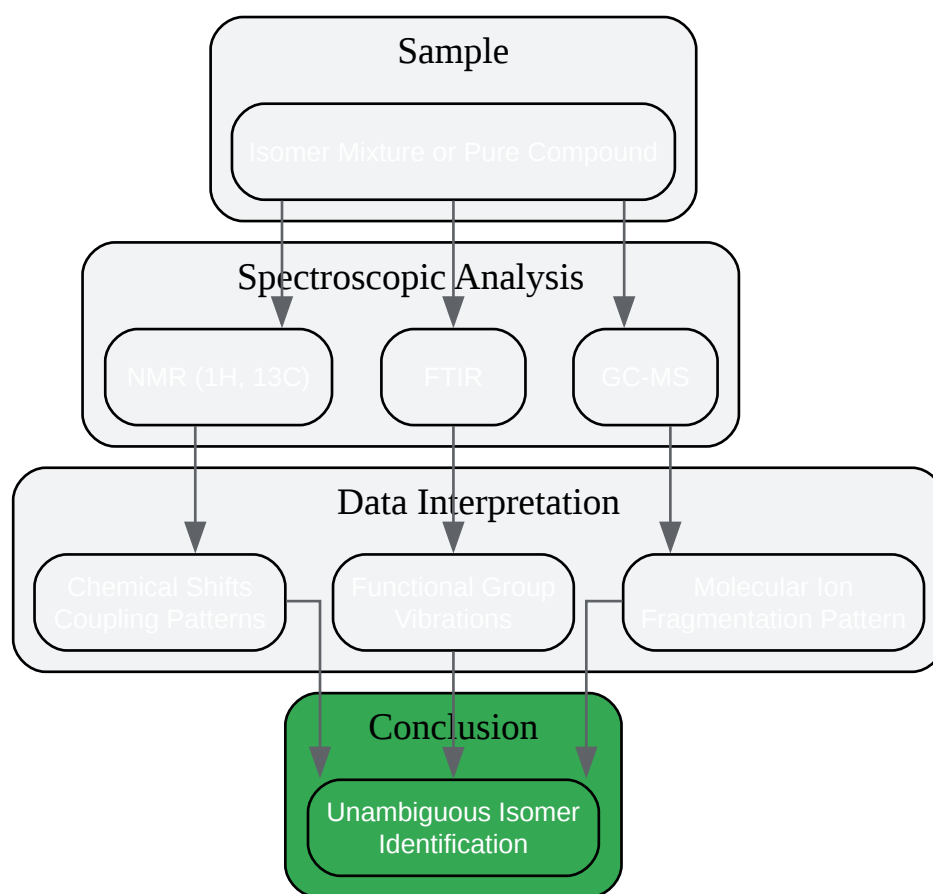 Sample
Isomer Mixture or Pure Compound
Spectroscopic Analysis
NMR (1H, 13C)
FTIR
GC-MS
Data Interpretation
Chemical Shifts
Coupling Patterns
Functional Group
Vibrations
Molecular Ion
Fragmentation Pattern
Conclusion
Unambiguous Isomer
Identification